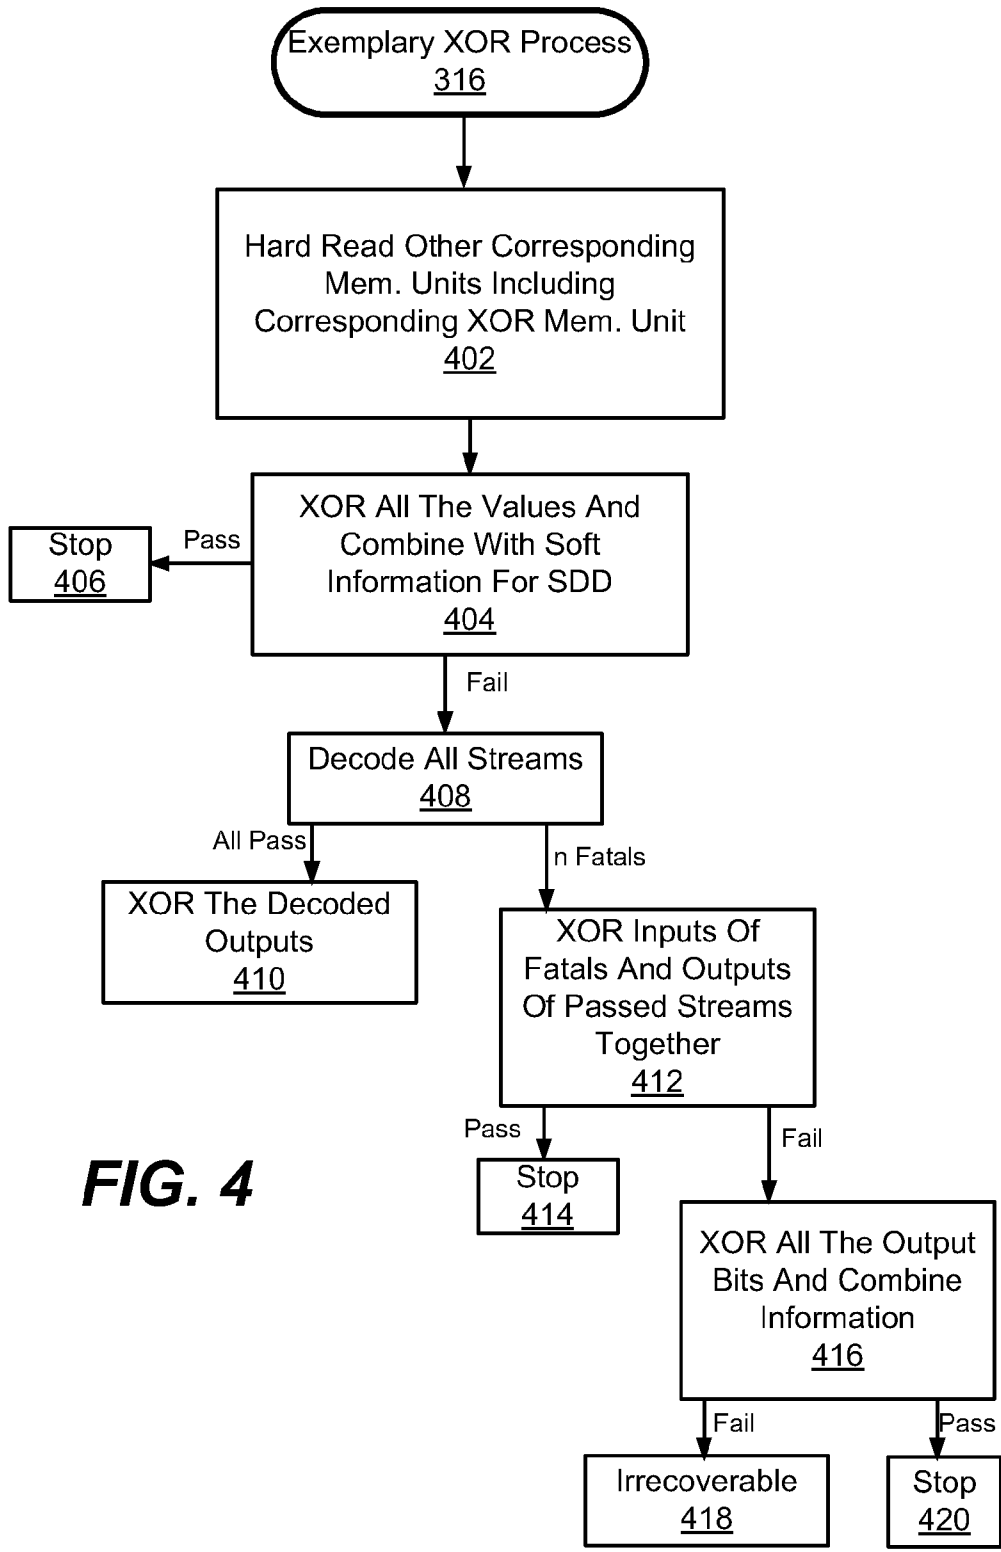 Exemplary XOR Process
316
Hard Read Other Corresponding
Mem. Units Including
Corresponding XOR Mem. Unit
402
XOR All The Values And
Combine With Soft
Information For SDD
404
Pass
Stop
406
Fail
Decode All Streams
408
All Pass
n Fatals
XOR The Decoded
Outputs
410
XOR Inputs Of
Fatals And Outputs
Of Passed Streams
Together
412
Pass
Fail
Stop
414
FIG. 4
XOR All The Output
Bits And Combine
Information
416
Fail
Pass
Irrecoverable
418
Stop
420